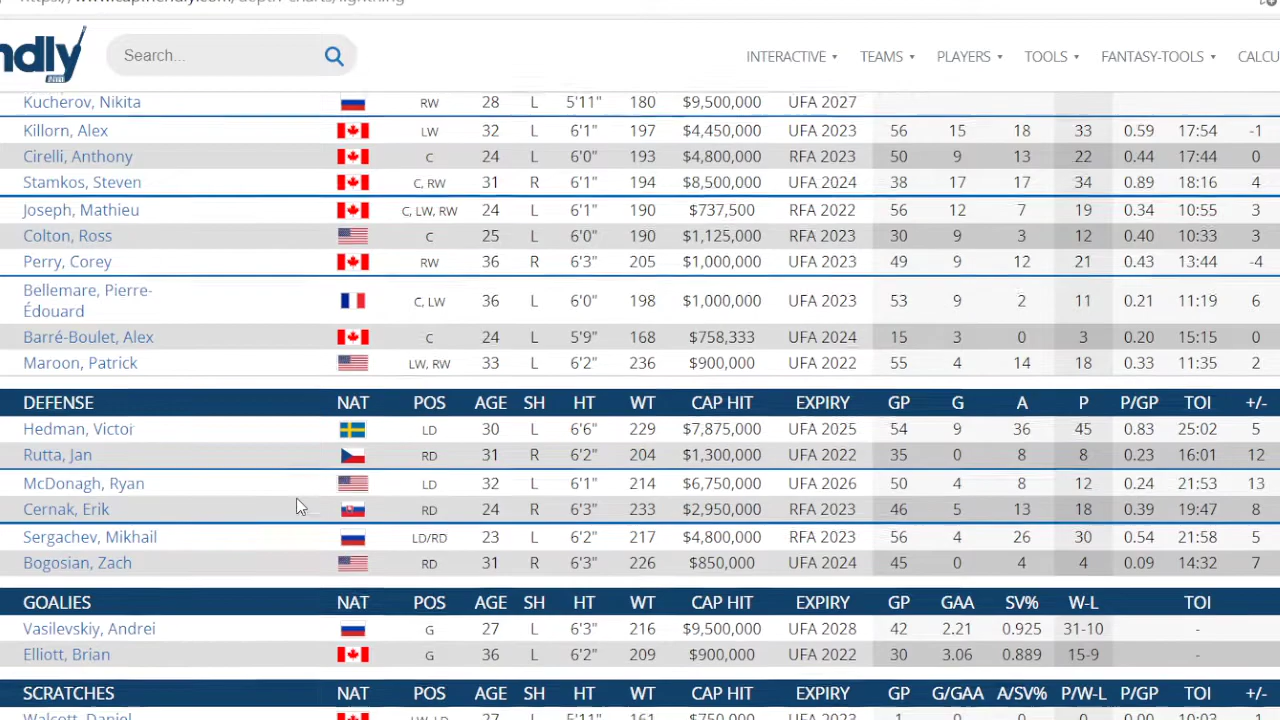 ndly
Search...
INTERACTIVE TEAMS PLAYERS TOOLS FANTASY-TOOLS CALCU
Kucherov, Nikita RW 28 L 5'11" 180 $9,500,000 UFA 2027
Killorn, Alex LW 32 L 6'1" 197 $4,450,000 UFA 2023 56 15 18 33 0.59 17:54 -1
Cirelli, Anthony C 24 L 6'0" 193 $4,800,000 RFA 2023 50 9 13 22 0.44 17:44 0
Stamkos, Steven C, RW 31 R 6'1" 194 $8,500,000 UFA 2024 38 17 17 34 0.89 18:16 4
Joseph, Mathieu C, LW, RW 24 L 6'1" 190 $737,500 RFA 2022 56 12 7 19 0.34 10:55 3
Colton, Ross C 25 L 6'0" 190 $1,125,000 RFA 2023 30 9 3 12 0.40 10:33 3
Perry, Corey RW 36 R 6'3" 205 $1,000,000 UFA 2023 49 9 12 21 0.43 13:44 -4
Bellemare, Pierre-
Édouard C, LW 36 L 6'0" 198 $1,000,000 UFA 2023 53 9 2 11 0.21 11:19 6
Barré-Boulet, Alex C 24 L 5'9" 168 $758,333 UFA 2024 15 3 0 3 0.20 15:15 0
Maroon, Patrick LW, RW 33 L 6'2" 236 $900,000 UFA 2022 55 4 14 18 0.33 11:35 2
DEFENSE NAT POS AGE SH HT WT CAP HIT EXPIRY GP G A P P/GP TOI +/-
Hedman, Victor LD 30 L 6'6" 229 $7,875,000 UFA 2025 54 9 36 45 0.83 25:02 5
Rutta, Jan RD 31 R 6'2" 204 $1,300,000 UFA 2022 35 0 8 8 0.23 16:01 12
McDonagh, Ryan LD 32 L 6'1" 214 $6,750,000 UFA 2026 50 4 8 12 0.24 21:53 13
Cernak, Erik RD 24 R 6'3" 233 $2,950,000 RFA 2023 46 5 13 18 0.39 19:47 8
Sergachev, Mikhail LD/RD 23 L 6'2" 217 $4,800,000 RFA 2023 56 4 26 30 0.54 21:58 5
Bogosian, Zach RD 31 R 6'3" 226 $850,000 UFA 2024 45 0 4 4 0.09 14:32 7
GOALIES NAT POS AGE SH HT WT CAP HIT EXPIRY GP GAA SV% W-L TOI
Vasilevskiy, Andrei G 27 L 6'3" 216 $9,500,000 UFA 2028 42 2.21 0.925 31-10 -
Elliott, Brian G 36 L 6'2" 209 $900,000 UFA 2022 30 3.06 0.889 15-9 -
SCRATCHES NAT POS AGE SH HT WT CAP HIT EXPIRY GP G/GAA A/SV% P/W-L P/GP TOI +/-
Walcott, Daniel LW, LD 27 L 5'11" 161 $750,000 UFA 2022 1 0 0 0 0.00 10:03 -1